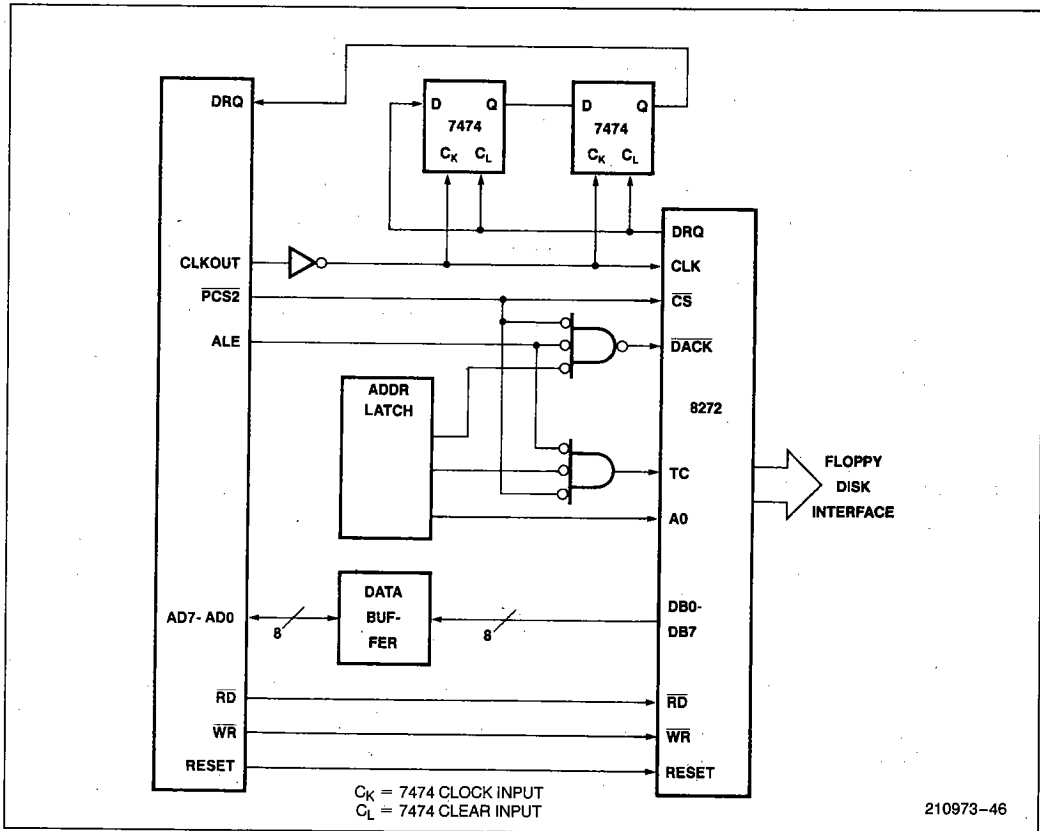 DRQ
D Q
7474
CK CL
D Q
7474
CK CL
DRQ
CLKOUT
CLK
PCS2
CS
ALE
DACK
ADDR
LATCH
8272
TC
FLOPPY
DISK
INTERFACE
A0
AD7- AD0
8
DATA
BUF-
FER
8
DB0-
DB7
RD
RD
WR
WR
RESET
RESET
CK = 7474 CLOCK INPUT
CL = 7474 CLEAR INPUT
210973-46